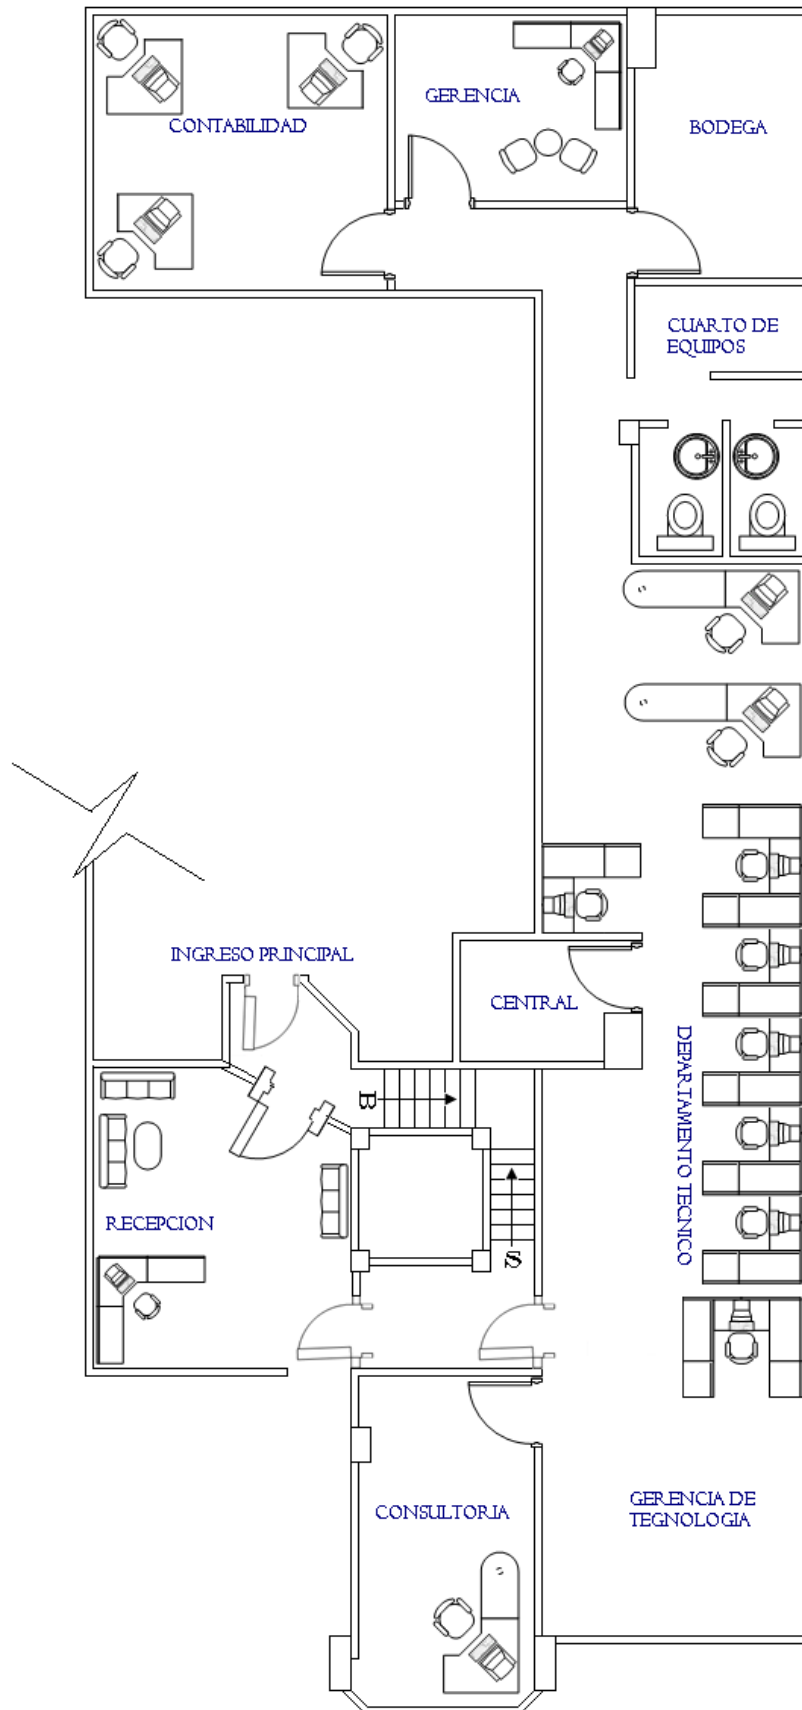 GERENCIA
CONTABILIDAD
BODEGA
CUARTO DE
EQUIPOS
INGRESO PRINCIPAL
CENTRAL
DEPARTAMENTO TECNICO
B
RECEPCION
S
CONSULTORIA
GERENCIA DE
TEGNOLOGIA